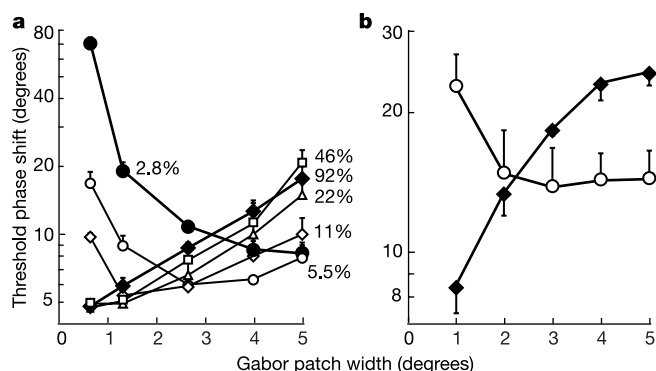 a
b
Threshold phase shift (degrees)
80
40
20
10
5
2.8%
46%
92%
22%
11%
5.5%
0 1 2 3 4 5
30
20
10
8
0 1 2 3 4 5
Gabor patch width (degrees)